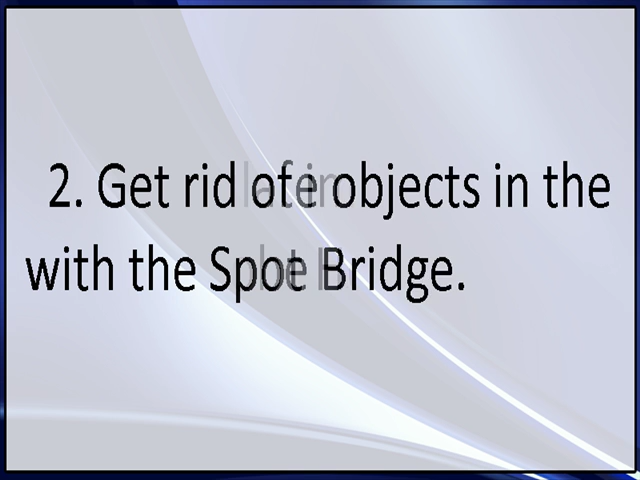 2. Get rid of objects in the
with the Spot Bridge.